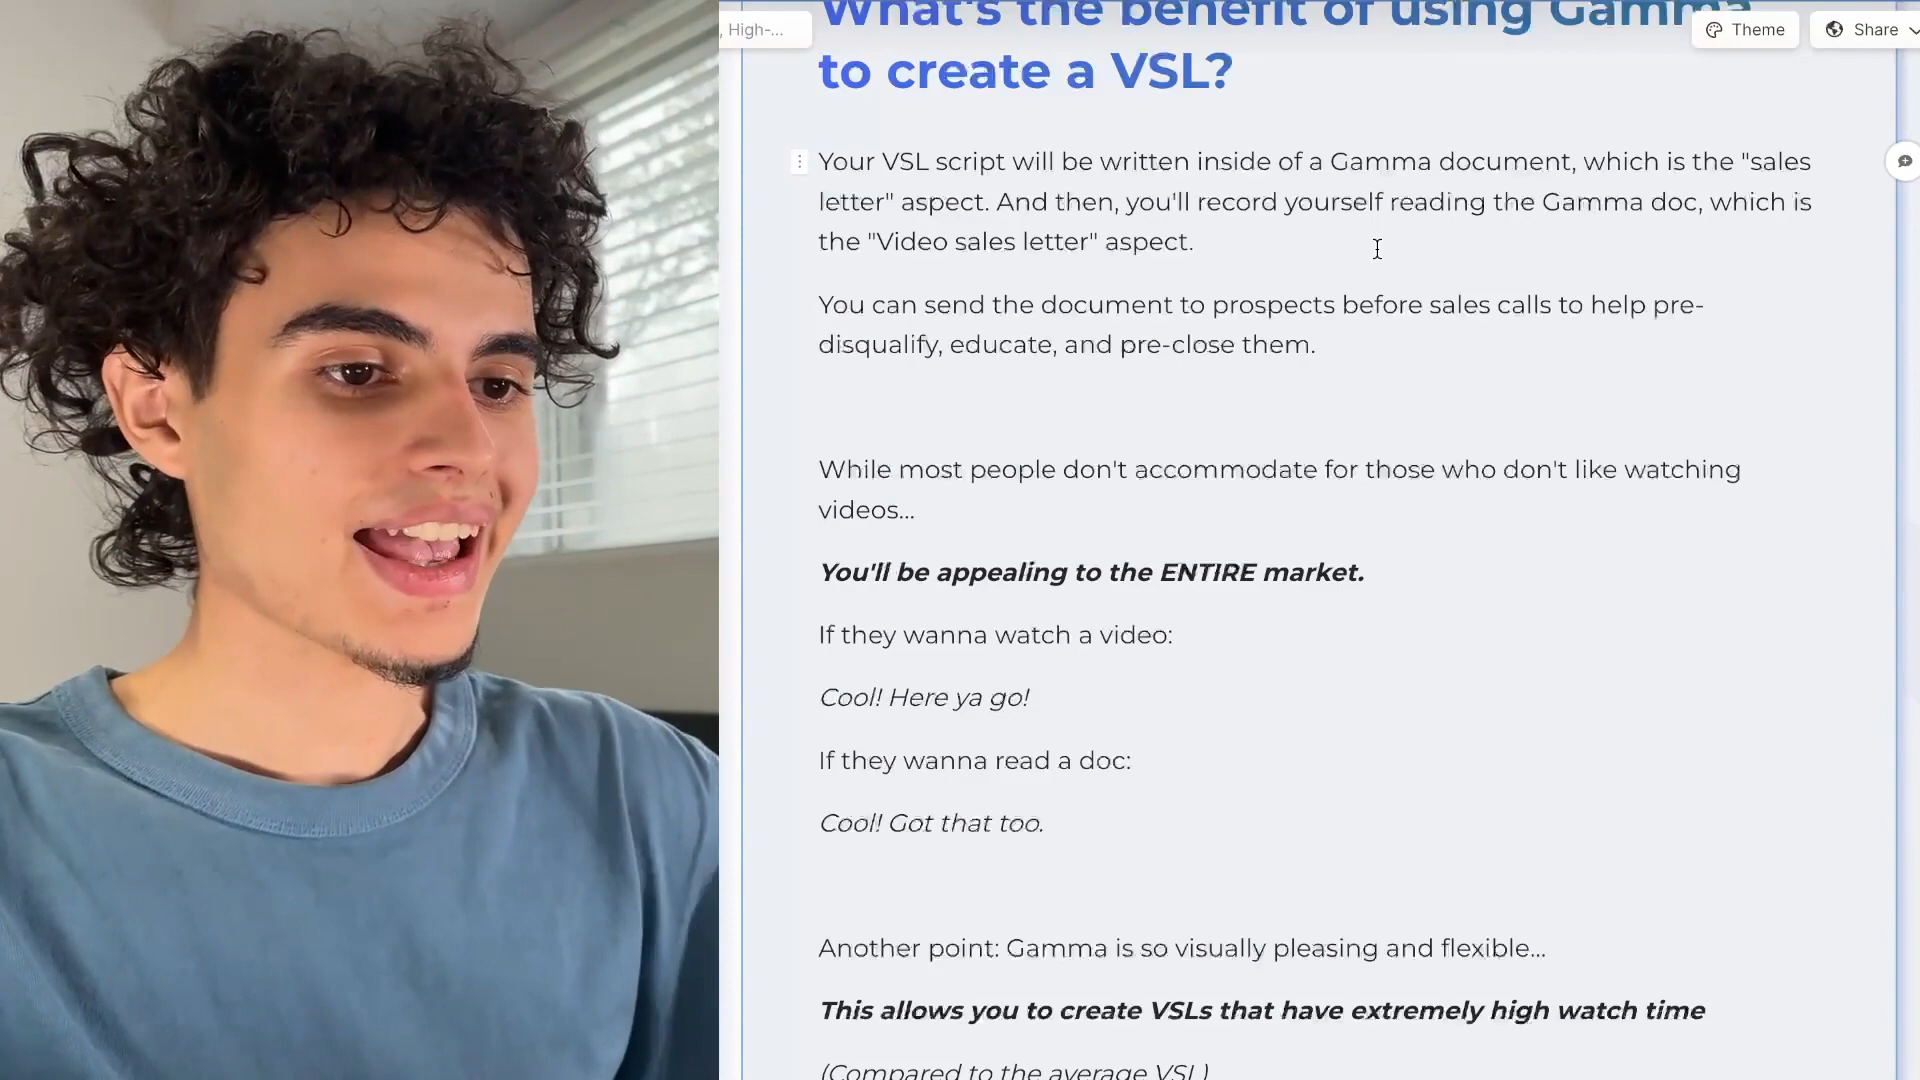 What's the benefit of using Gamma
, High-...
Theme
Share
to create a VSL?
Your VSL script will be written inside of a Gamma document, which is the "sales
letter" aspect. And then, you'll record yourself reading the Gamma doc, which is
the "Video sales letter" aspect.
You can send the document to prospects before sales calls to help pre-
disqualify, educate, and pre-close them.
While most people don't accommodate for those who don't like watching
videos...
You'll be appealing to the ENTIRE market.
If they wanna watch a video:
Cool! Here ya go!
If they wanna read a doc:
Cool! Got that too.
Another point: Gamma is so visually pleasing and flexible...
This allows you to create VSLs that have extremely high watch time
(Compared to the average VSL)